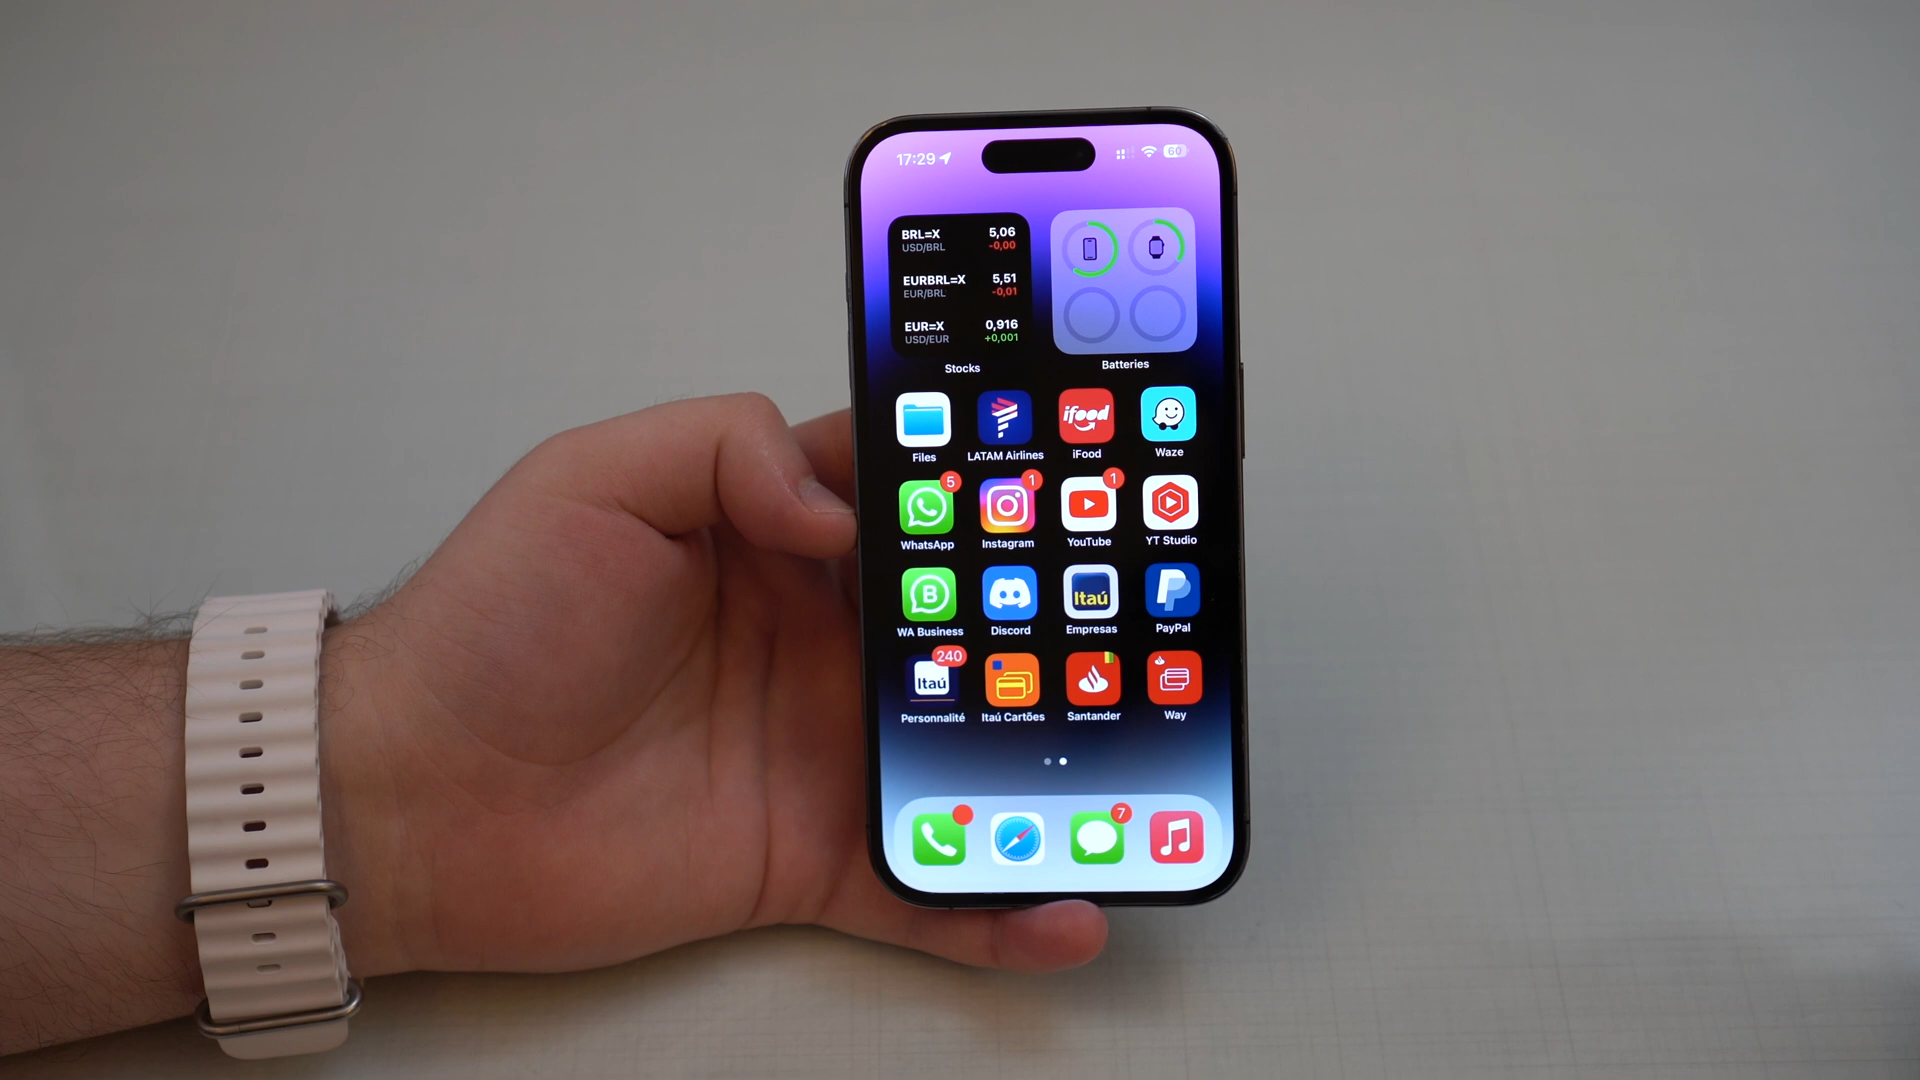 17:29
60
BRL=X 5,06
USD/BRL -0,00
EURBRL=X 5,51
EUR/BRL -0,01
EUR=X 0,916
USD/EUR +0,001
Stocks
Batteries
ifood
Files
LATAM Airlines
iFood
Waze
5
1
1
WhatsApp
Instagram
YouTube
YT Studio
B
Itaú
WA Business
Discord
Empresas
PayPal
240
Itaú
Personnalité
Itaú Cartões
Santander
Way
7